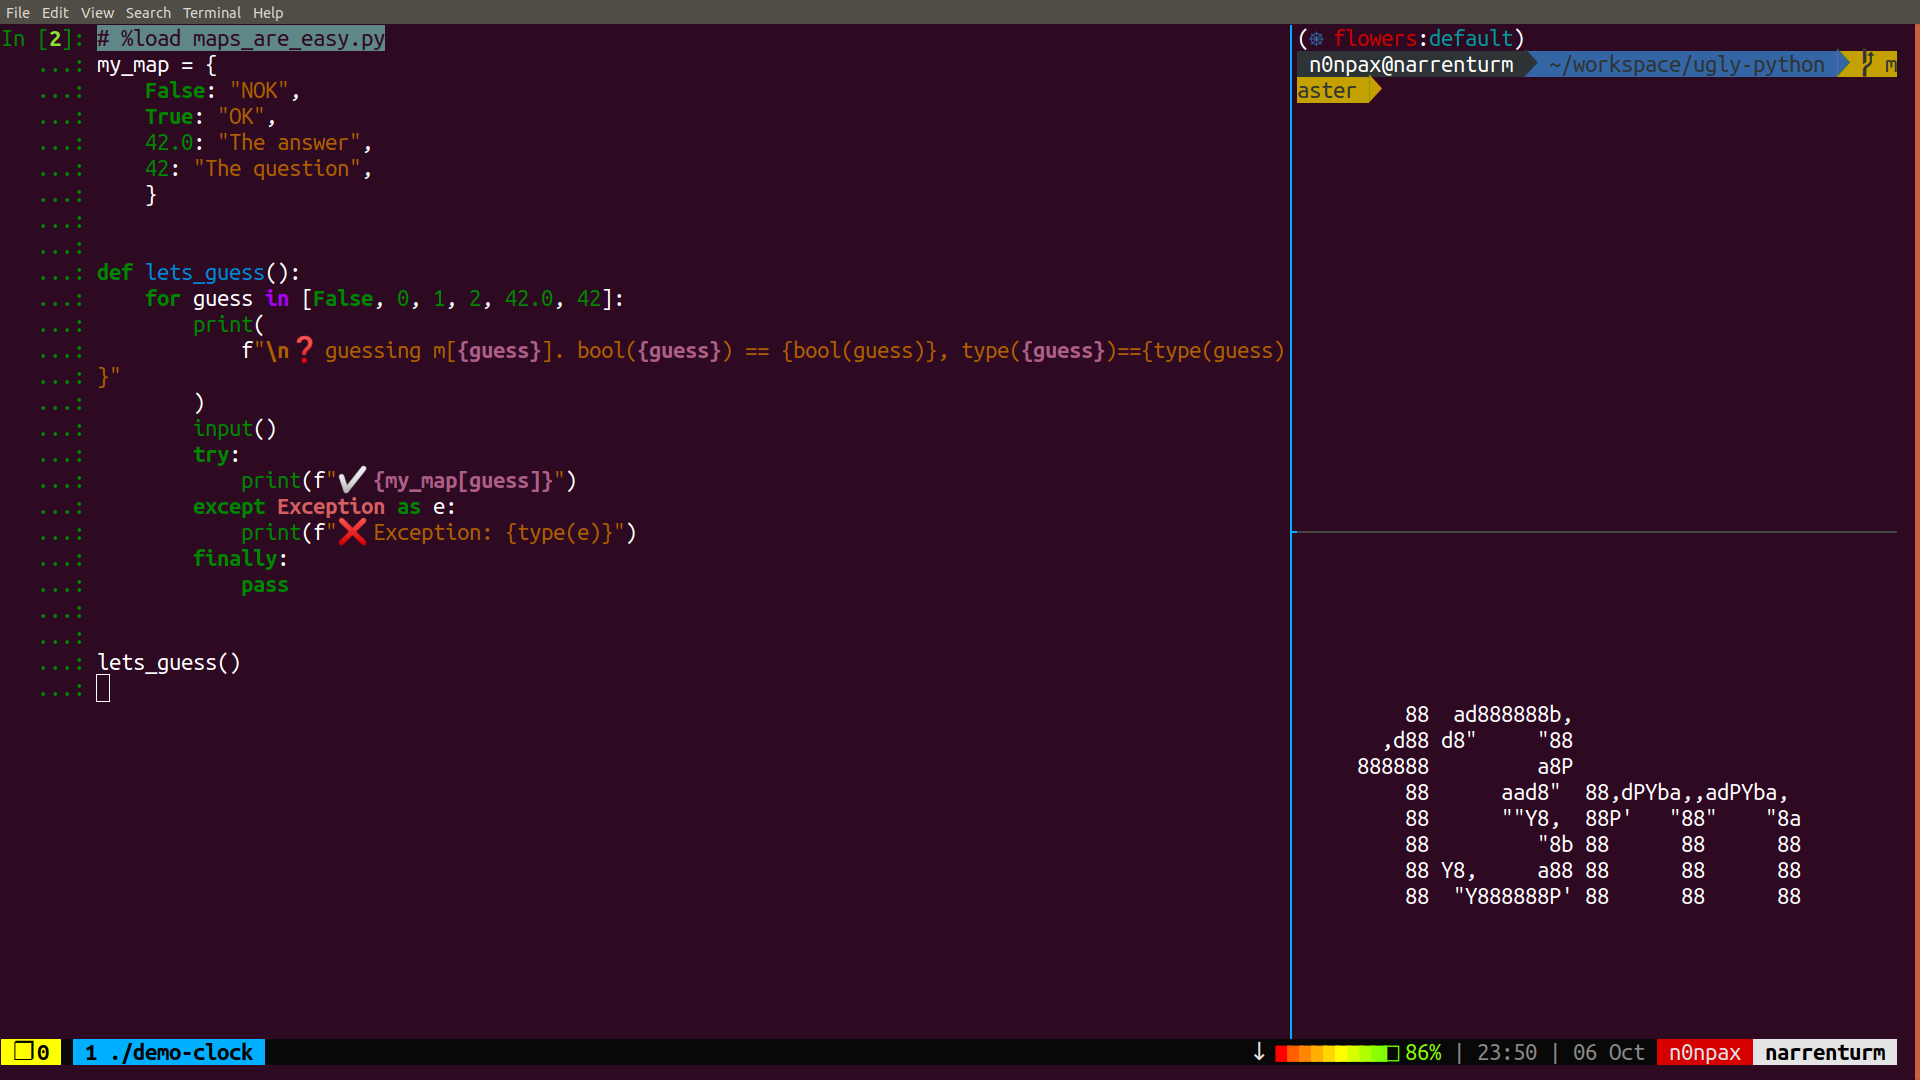 File Edit View Search Terminal Help
In [2]: # %load maps_are_easy.py
...: my_map = {
...:     False: "NOK",
...:     True: "OK",
...:     42.0: "The answer",
...:     42: "The question",
...:     }
...:
...:
...: def lets_guess():
...:     for guess in [False, 0, 1, 2, 42.0, 42]:
...:         print(
...:             f"\n❓ guessing m[{guess}]. bool({guess}) == {bool(guess)}, type({guess})=={type(guess)
...: }"
...:         )
...:         input()
...:         try:
...:             print(f"✔ {my_map[guess]}")
...:         except Exception as e:
...:             print(f"❌ Exception: {type(e)}")
...:         finally:
...:             pass
...:
...:
...: lets_guess()
...:
(⎈ flowers:default)
n0npax@narrenturm ~/workspace/ugly-python m
aster
    88  ad888888b,
  ,d88 d8"     "88
888888         a8P
    88      aad8"  88,dPYba,,adPYba,
    88      ""Y8,  88P'   "88"    "8a
    88         "8b 88      88      88
    88 Y8,     a88 88      88      88
    88  "Y888888P' 88      88      88
❐ 0 1 ./demo-clock ↓ 86% | 23:50 | 06 Oct n0npax narrenturm